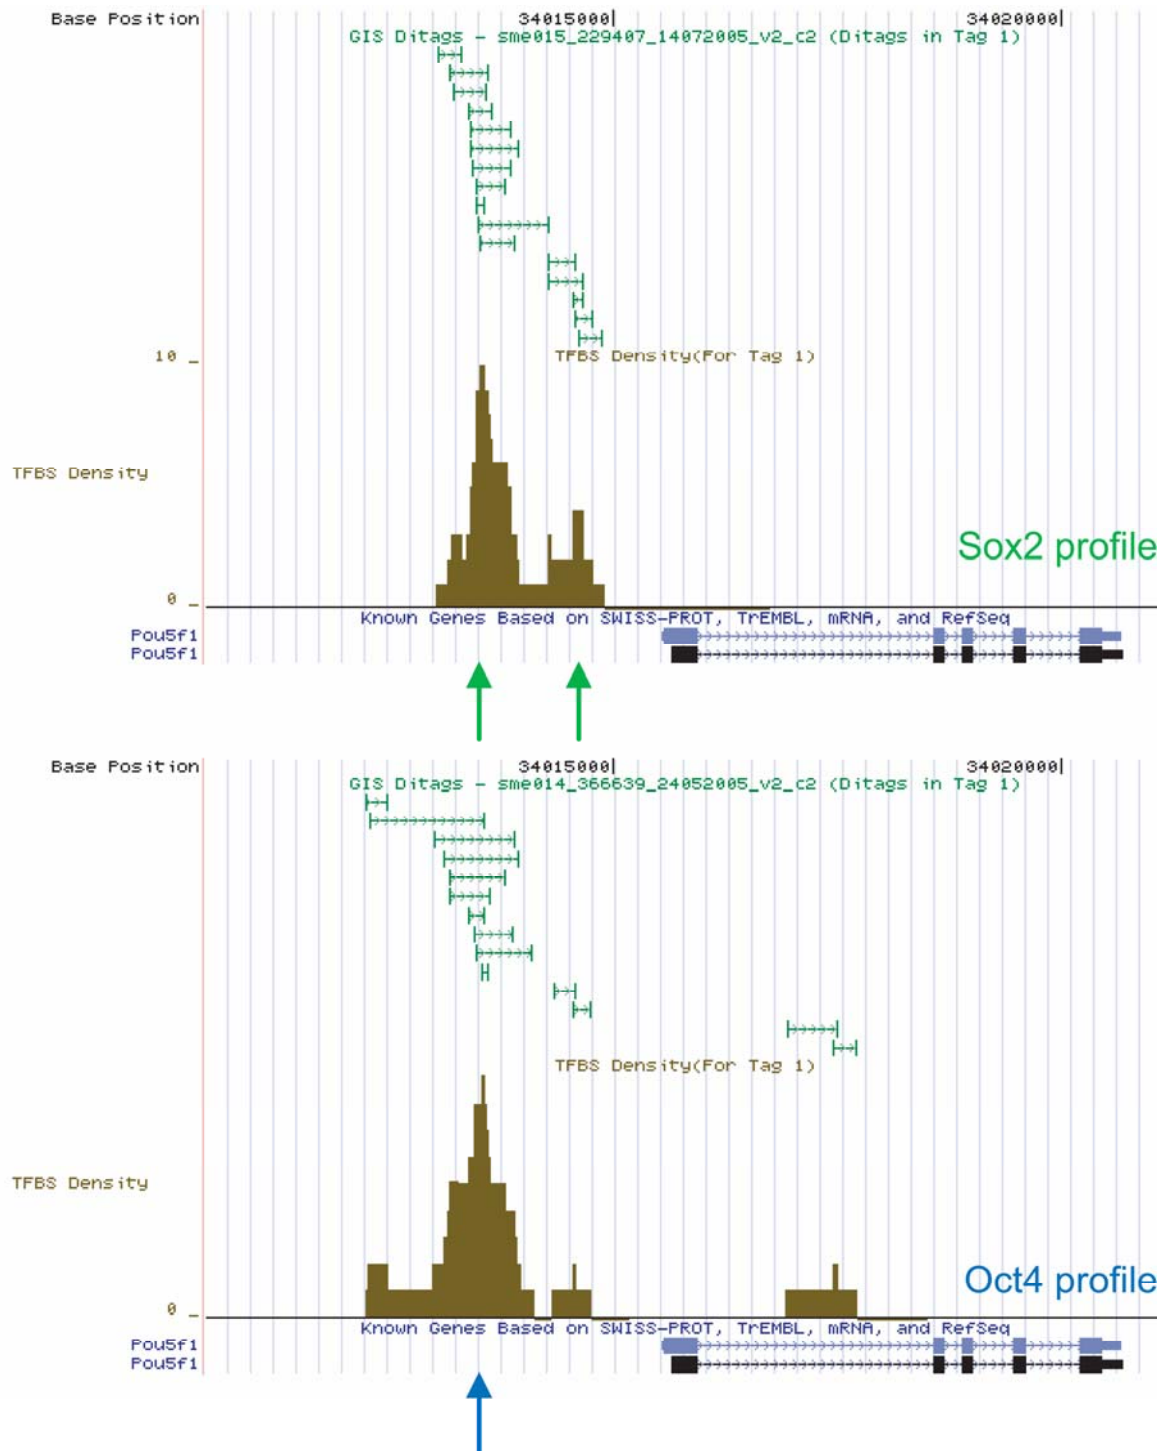 Base Position 34015000| 34020000|
GIS Ditags - sme015_229407_14072005_v2_c2 (Ditags in Tag 1)
10 _ TFBS Density(For Tag 1)
TFBS Density
Sox2 profile
0 _
Known Genes Based on SWISS-PROT, TrEMBL, mRNA, and RefSeq
Pou5f1
Pou5f1
Base Position 34015000| 34020000|
GIS Ditags - sme014_366639_24052005_v2_c2 (Ditags in Tag 1)
TFBS Density(For Tag 1)
TFBS Density
Oct4 profile
0 _
Known Genes Based on SWISS-PROT, TrEMBL, mRNA, and RefSeq
Pou5f1
Pou5f1